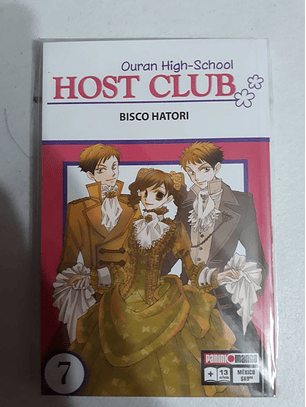 Ouran High-School
HOST CLUB
BISCO HATORI
7
PANINI MANGA
+ 13
MÉXICO